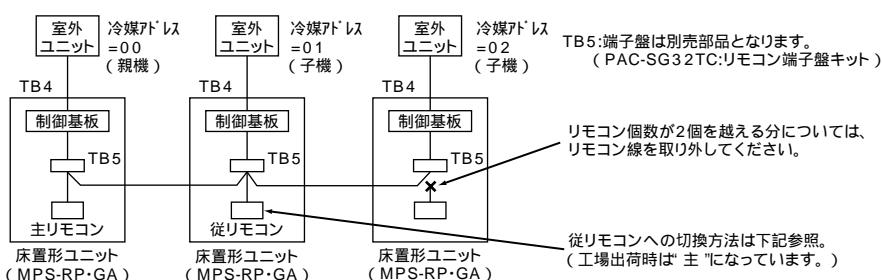 室外
ユニット
冷媒ｱﾄﾞﾚｽ
=00
(親機)
室外
ユニット
冷媒ｱﾄﾞﾚｽ
=01
(子機)
室外
ユニット
冷媒ｱﾄﾞﾚｽ
=02
(子機)
TB5:端子盤は別売部品となります。
(PAC-SG32TC:リモコン端子盤キット)
TB4
TB4
TB4
制御基板
制御基板
制御基板
リモコン個数が2個を越える分については、
リモコン線を取り外してください。
TB5
TB5
TB5
主リモコン
従リモコン
従リモコンへの切換方法は下記参照。
(工場出荷時は“主”になっています。)
床置形ユニット
(MPS-RP･GA)
床置形ユニット
(MPS-RP･GA)
床置形ユニット
(MPS-RP･GA)